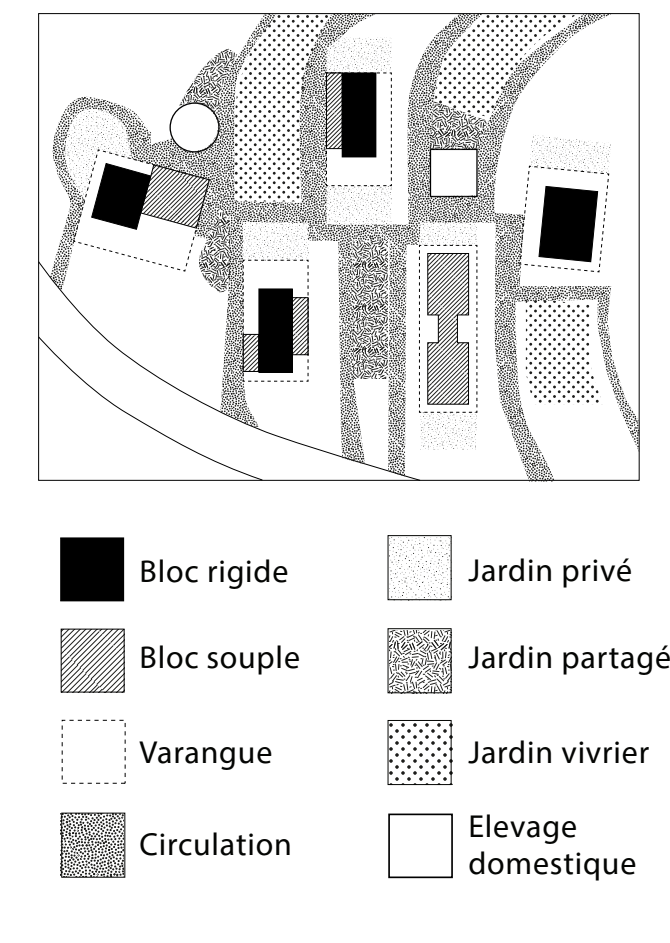 Bloc rigide
Jardin privé
Bloc souple
Jardin partagé
Varangue
Jardin vivrier
Circulation
Elevage
domestique